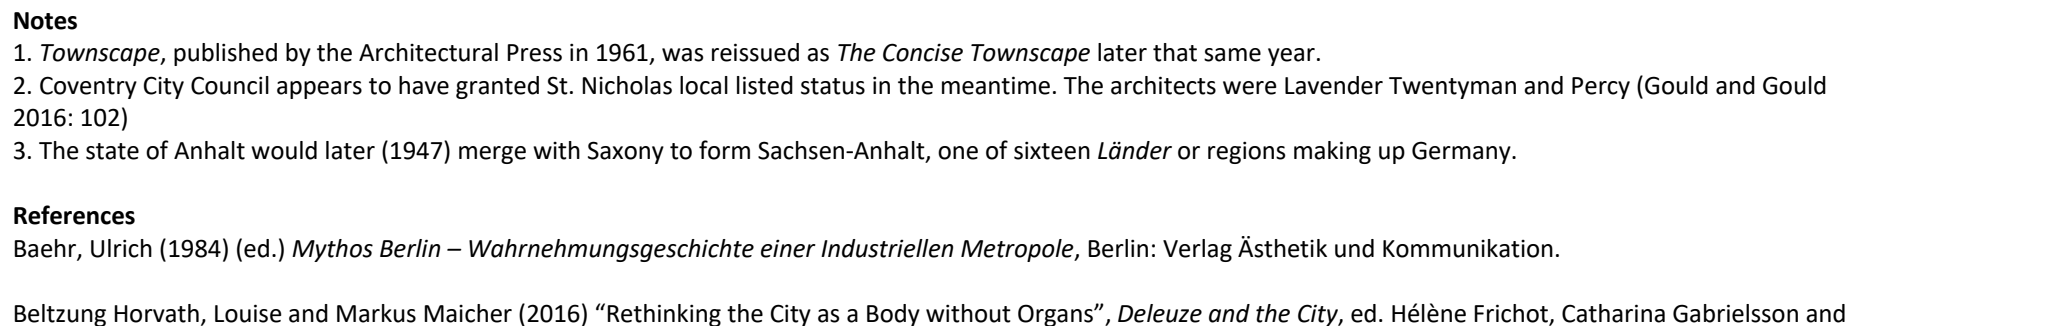 Notes
1. Townscape, published by the Architectural Press in 1961, was reissued as The Concise Townscape later that same year.
2. Coventry City Council appears to have granted St. Nicholas local listed status in the meantime. The architects were Lavender Twentyman and Percy (Gould and Gould
2016: 102)
3. The state of Anhalt would later (1947) merge with Saxony to form Sachsen-Anhalt, one of sixteen Länder or regions making up Germany.
References
Baehr, Ulrich (1984) (ed.) Mythos Berlin – Wahrnehmungsgeschichte einer Industriellen Metropole, Berlin: Verlag Ästhetik und Kommunikation.
Beltzung Horvath, Louise and Markus Maicher (2016) “Rethinking the City as a Body without Organs”, Deleuze and the City, ed. Hélène Frichot, Catharina Gabrielsson and